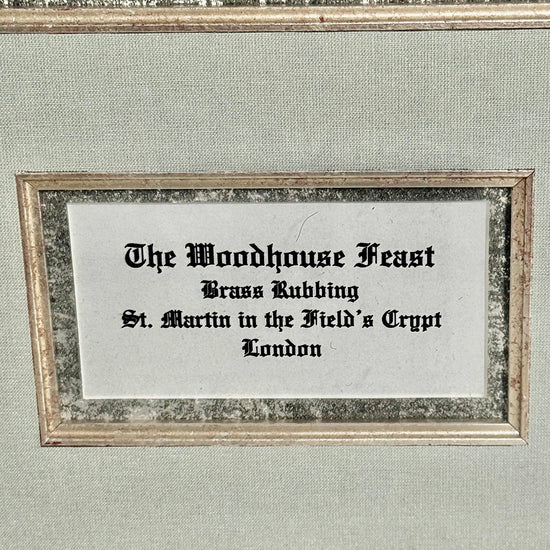 The Woodhouse Feast
Brass Rubbing
St. Martin in the Field's Crypt
London